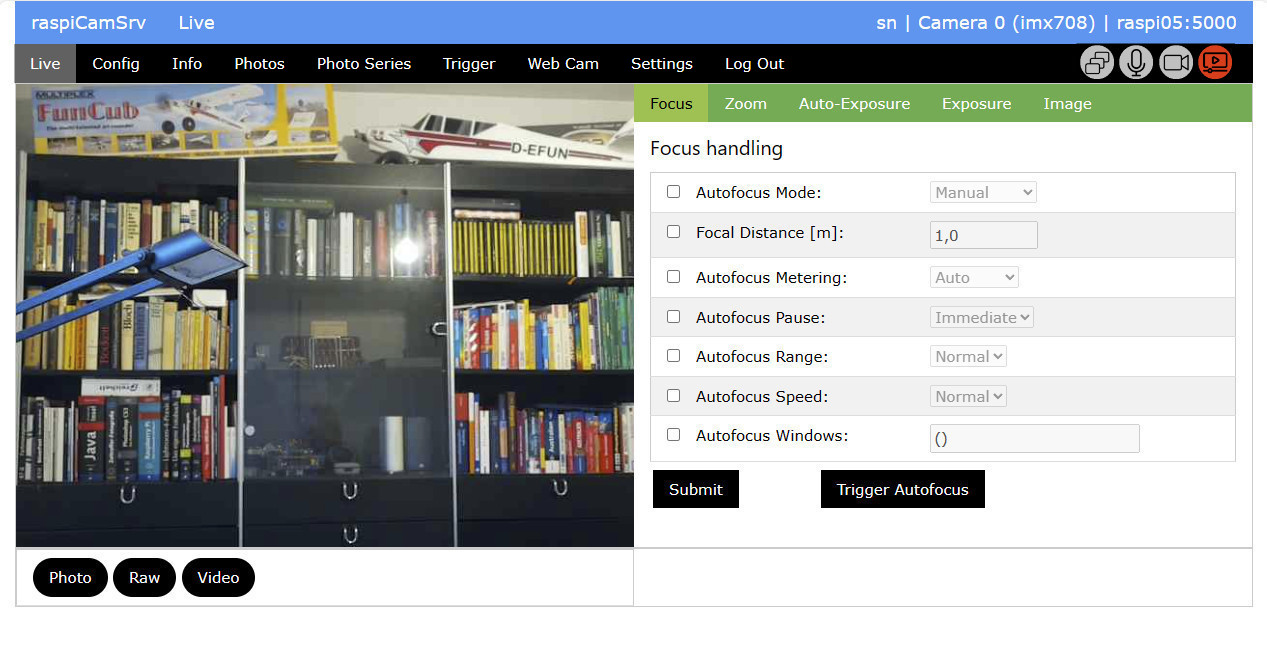 raspiCamSrv Live sn | Camera 0 (imx708) | raspi05:5000
Live Config Info Photos Photo Series Trigger Web Cam Settings Log Out
MULTIPLEX
FunCub
D-EFUN
Java
Focus Zoom Auto-Exposure Exposure Image
Focus handling
Autofocus Mode: Manual
Focal Distance [m]: 1,0
Autofocus Metering: Auto
Autofocus Pause: Immediate
Autofocus Range: Normal
Autofocus Speed: Normal
Autofocus Windows: ()
Submit Trigger Autofocus
Photo Raw Video